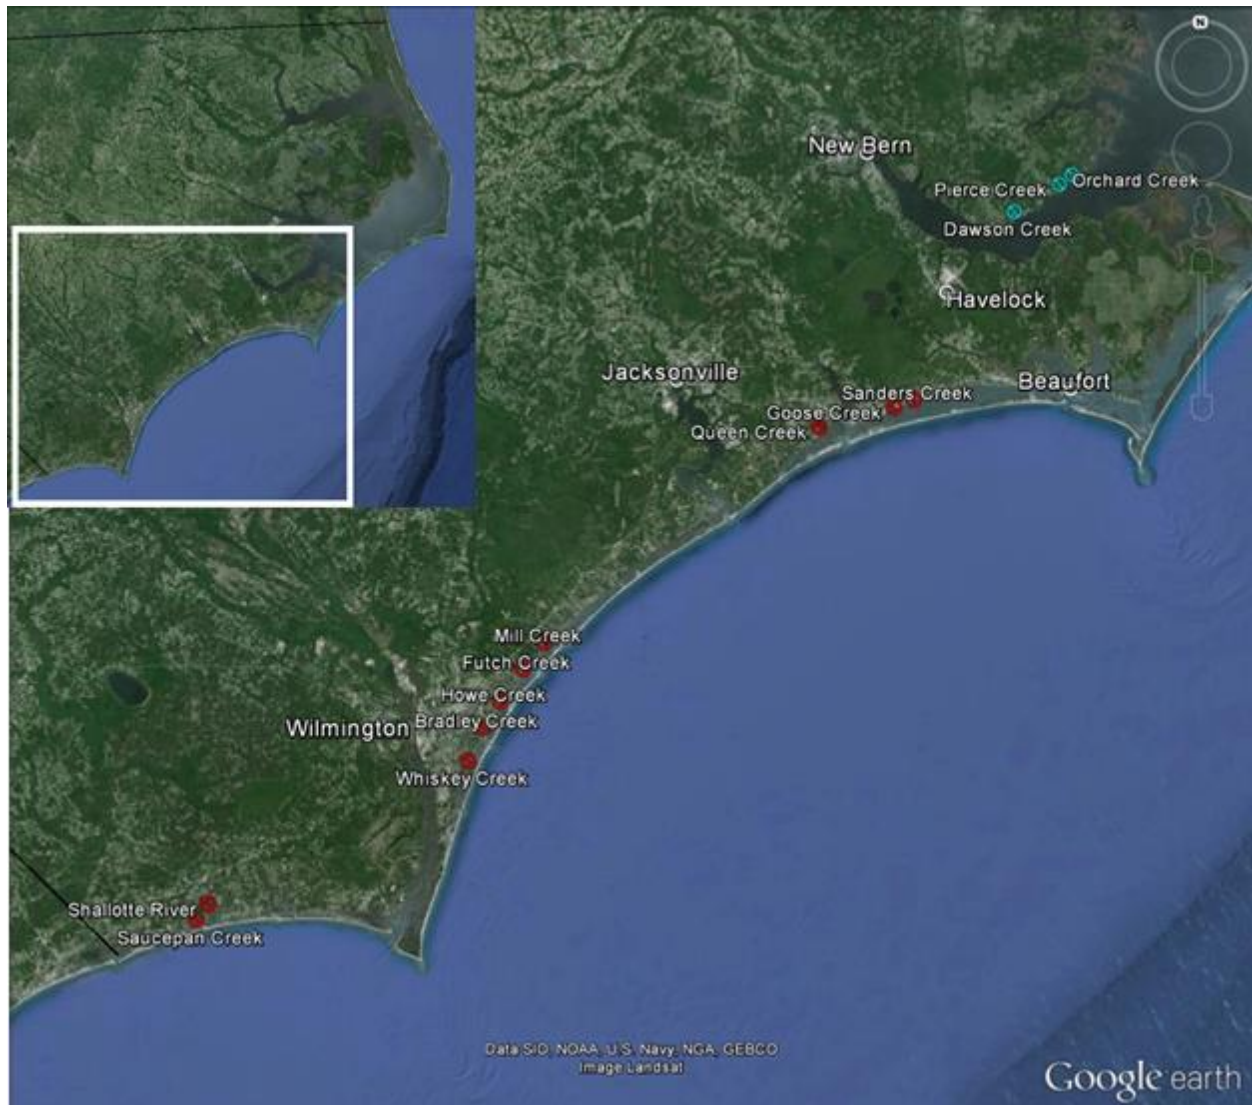 N
New Bern
Orchard Creek
Pierce Creek
Dawson Creek
Havelock
Jacksonville
Beaufort
Sanders Creek
Goose Creek
Queen Creek
Mill Creek
Futch Creek
Howe Creek
Bradley Creek
Wilmington
Whiskey Creek
Shallotte River
Saucepan Creek
Data SIO, NOAA, U.S. Navy, NGA, GEBCO
Image Landsat
Google earth